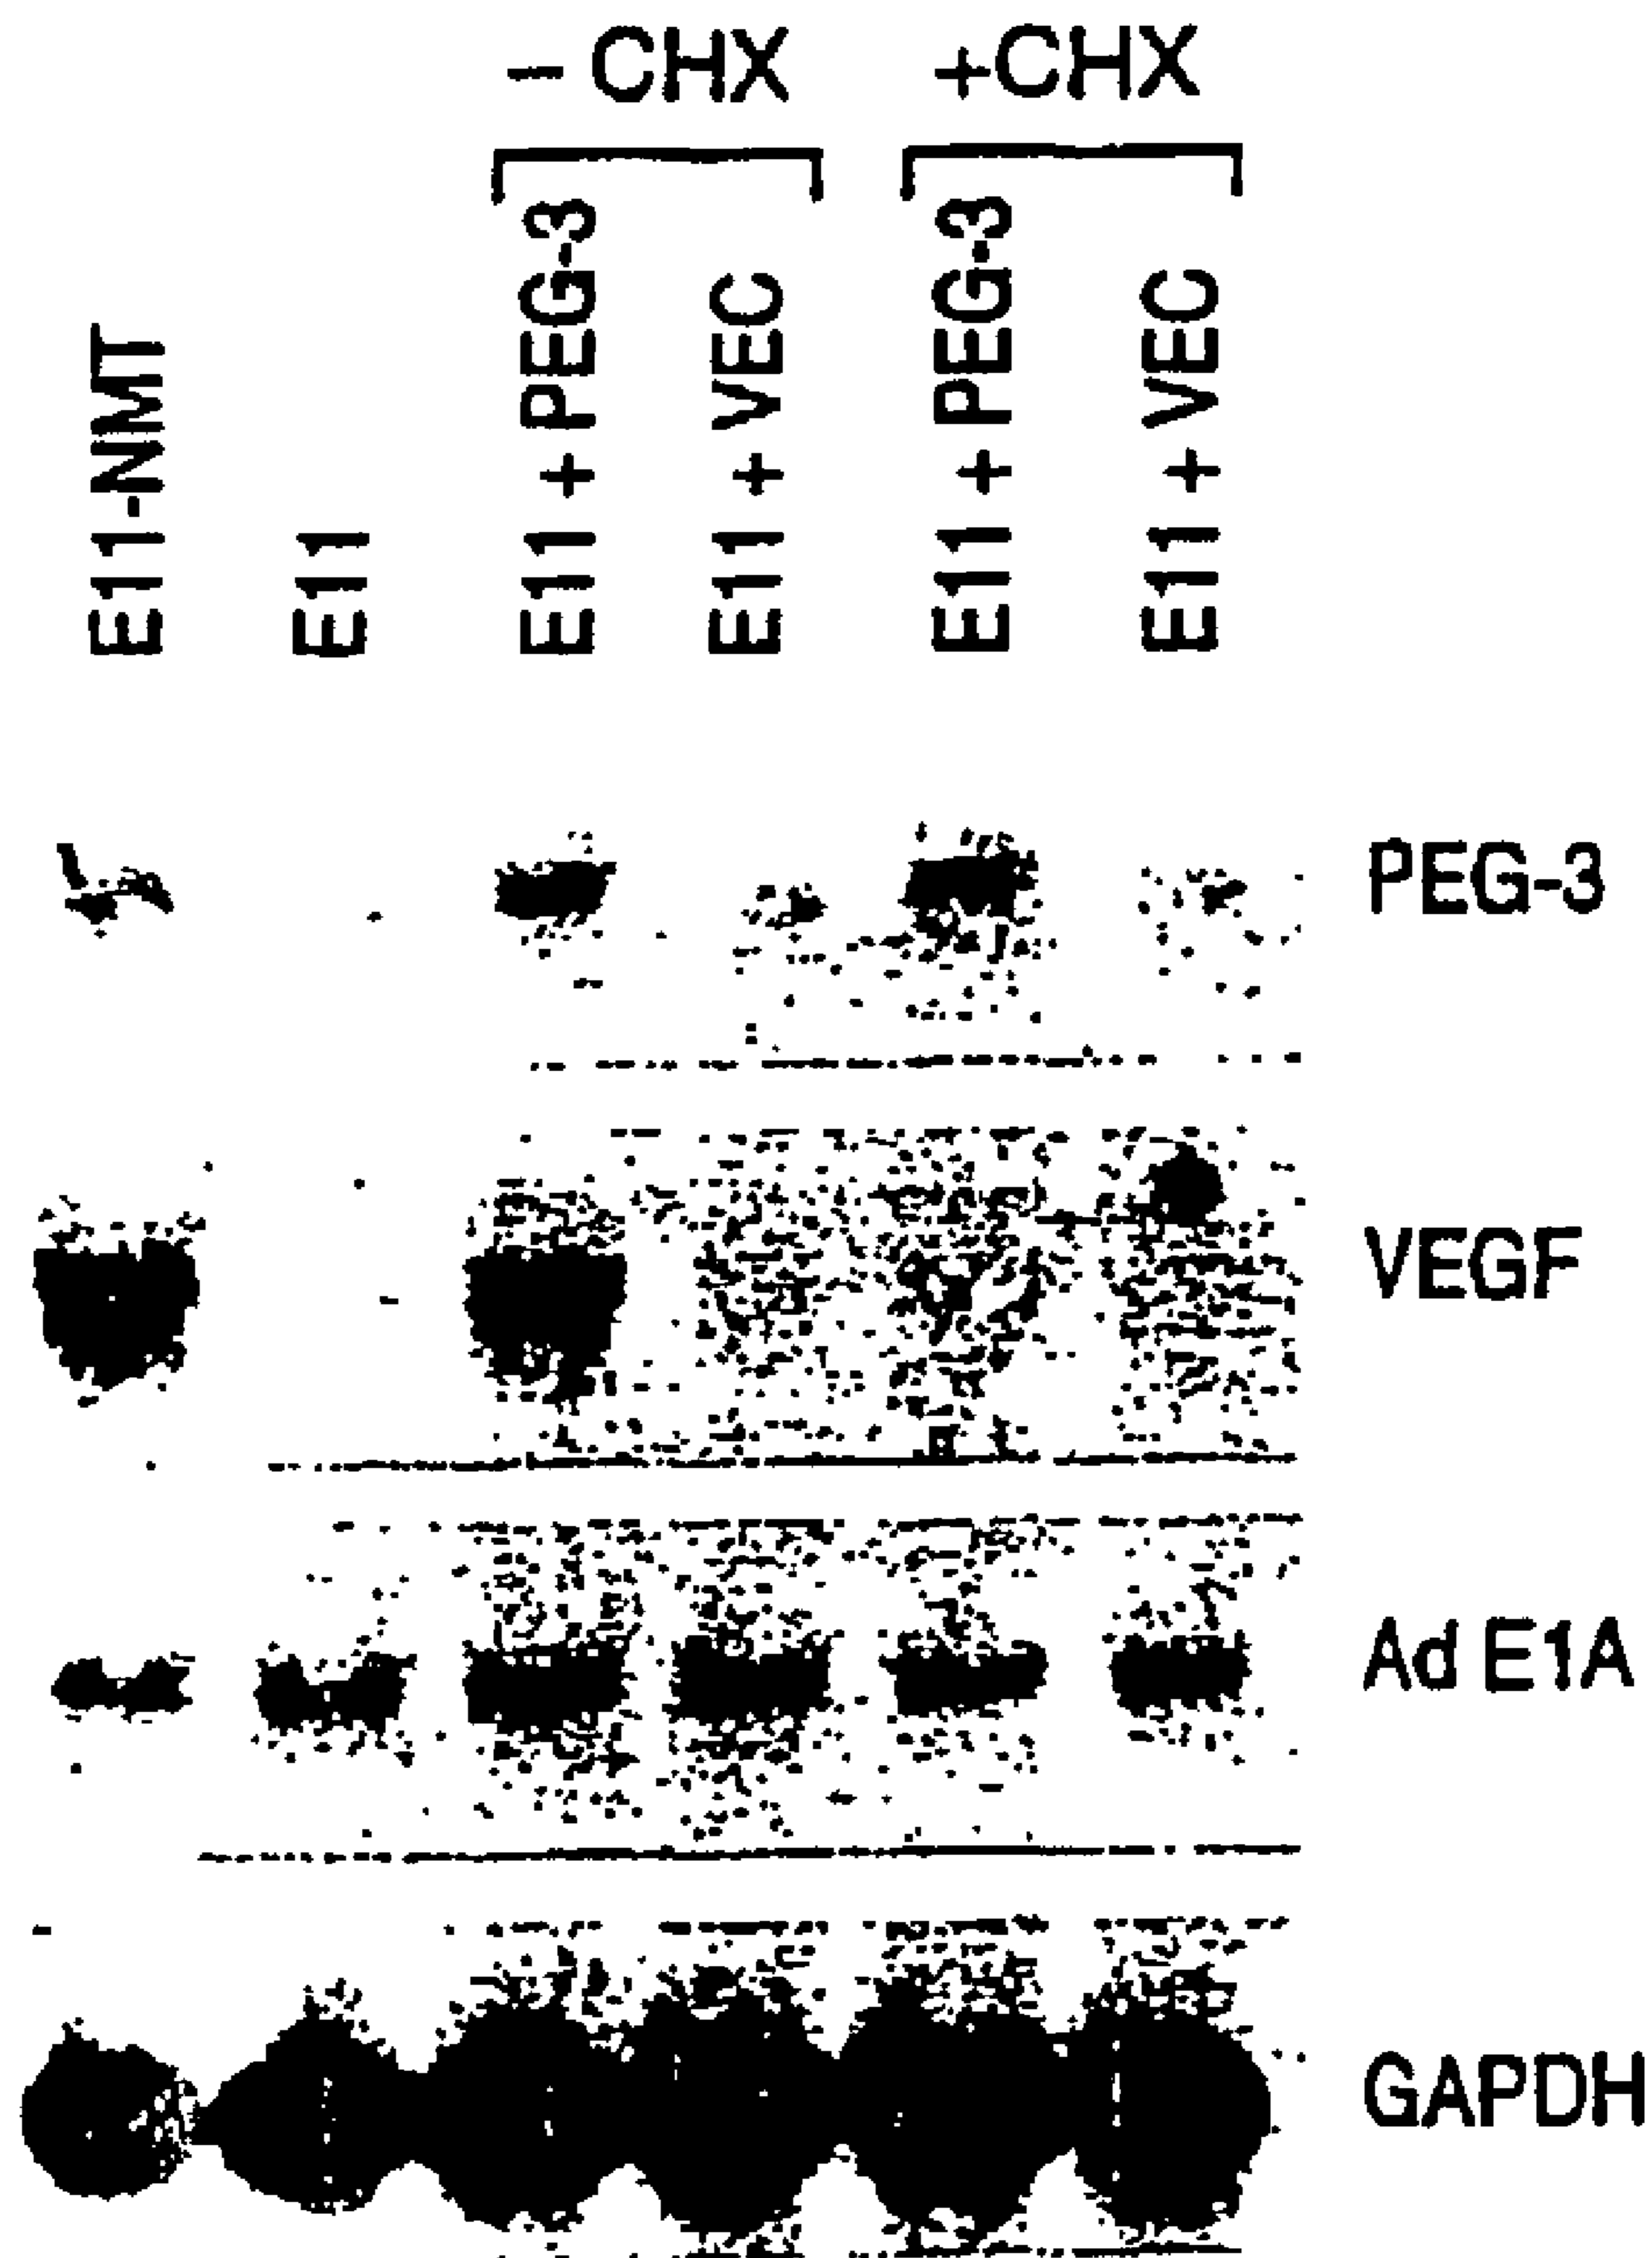 – CHX +CHX
E11-NMT
E11
E11 + PEG-3
E11 + VEC
E11 + PEG-3
E11 + VEC
PEG-3
VEGF
Ad E1A
GAPDH